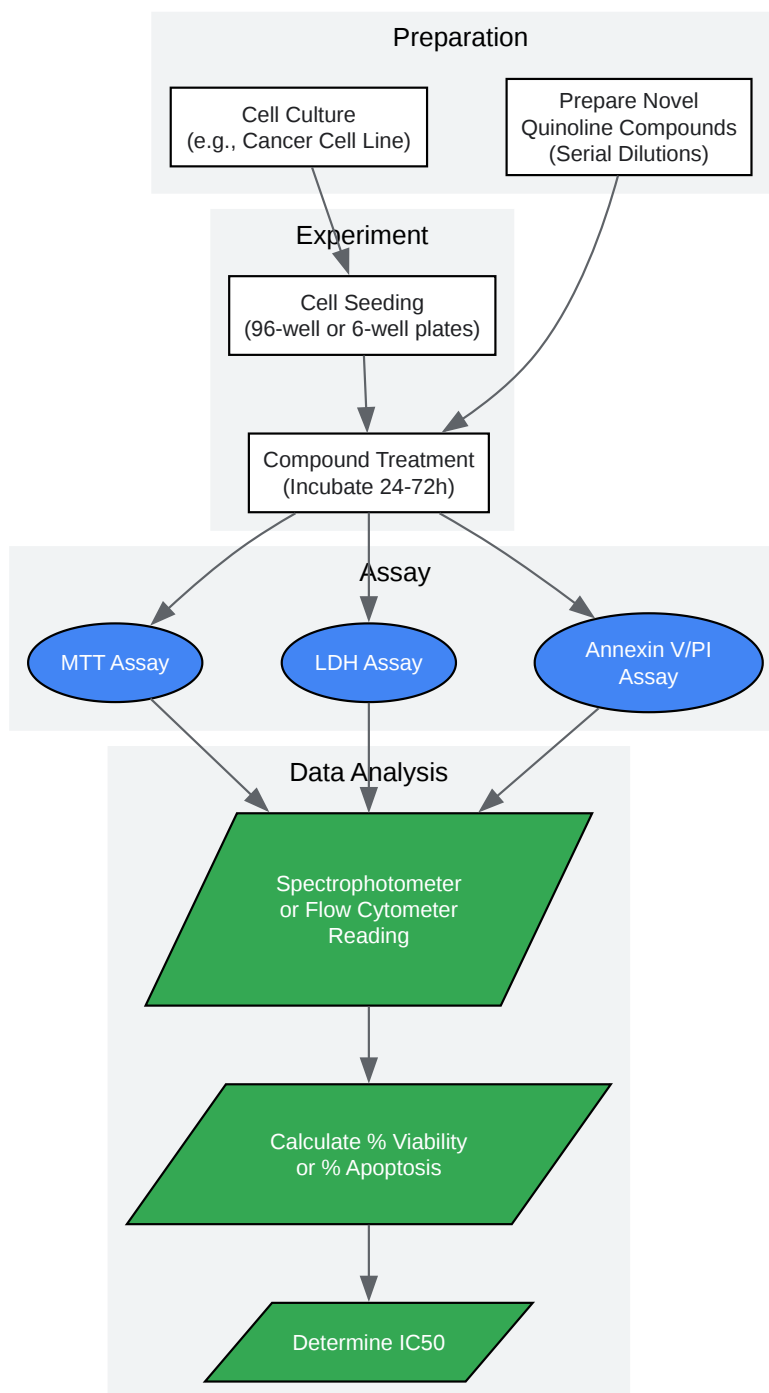 Preparation
Cell Culture
(e.g., Cancer Cell Line)
Prepare Novel
Quinoline Compounds
(Serial Dilutions)
Experiment
Cell Seeding
(96-well or 6-well plates)
Compound Treatment
(Incubate 24-72h)
Assay
MTT Assay
LDH Assay
Annexin V/PI
Assay
Data Analysis
Spectrophotometer
or Flow Cytometer
Reading
Calculate % Viability
or % Apoptosis
Determine IC50